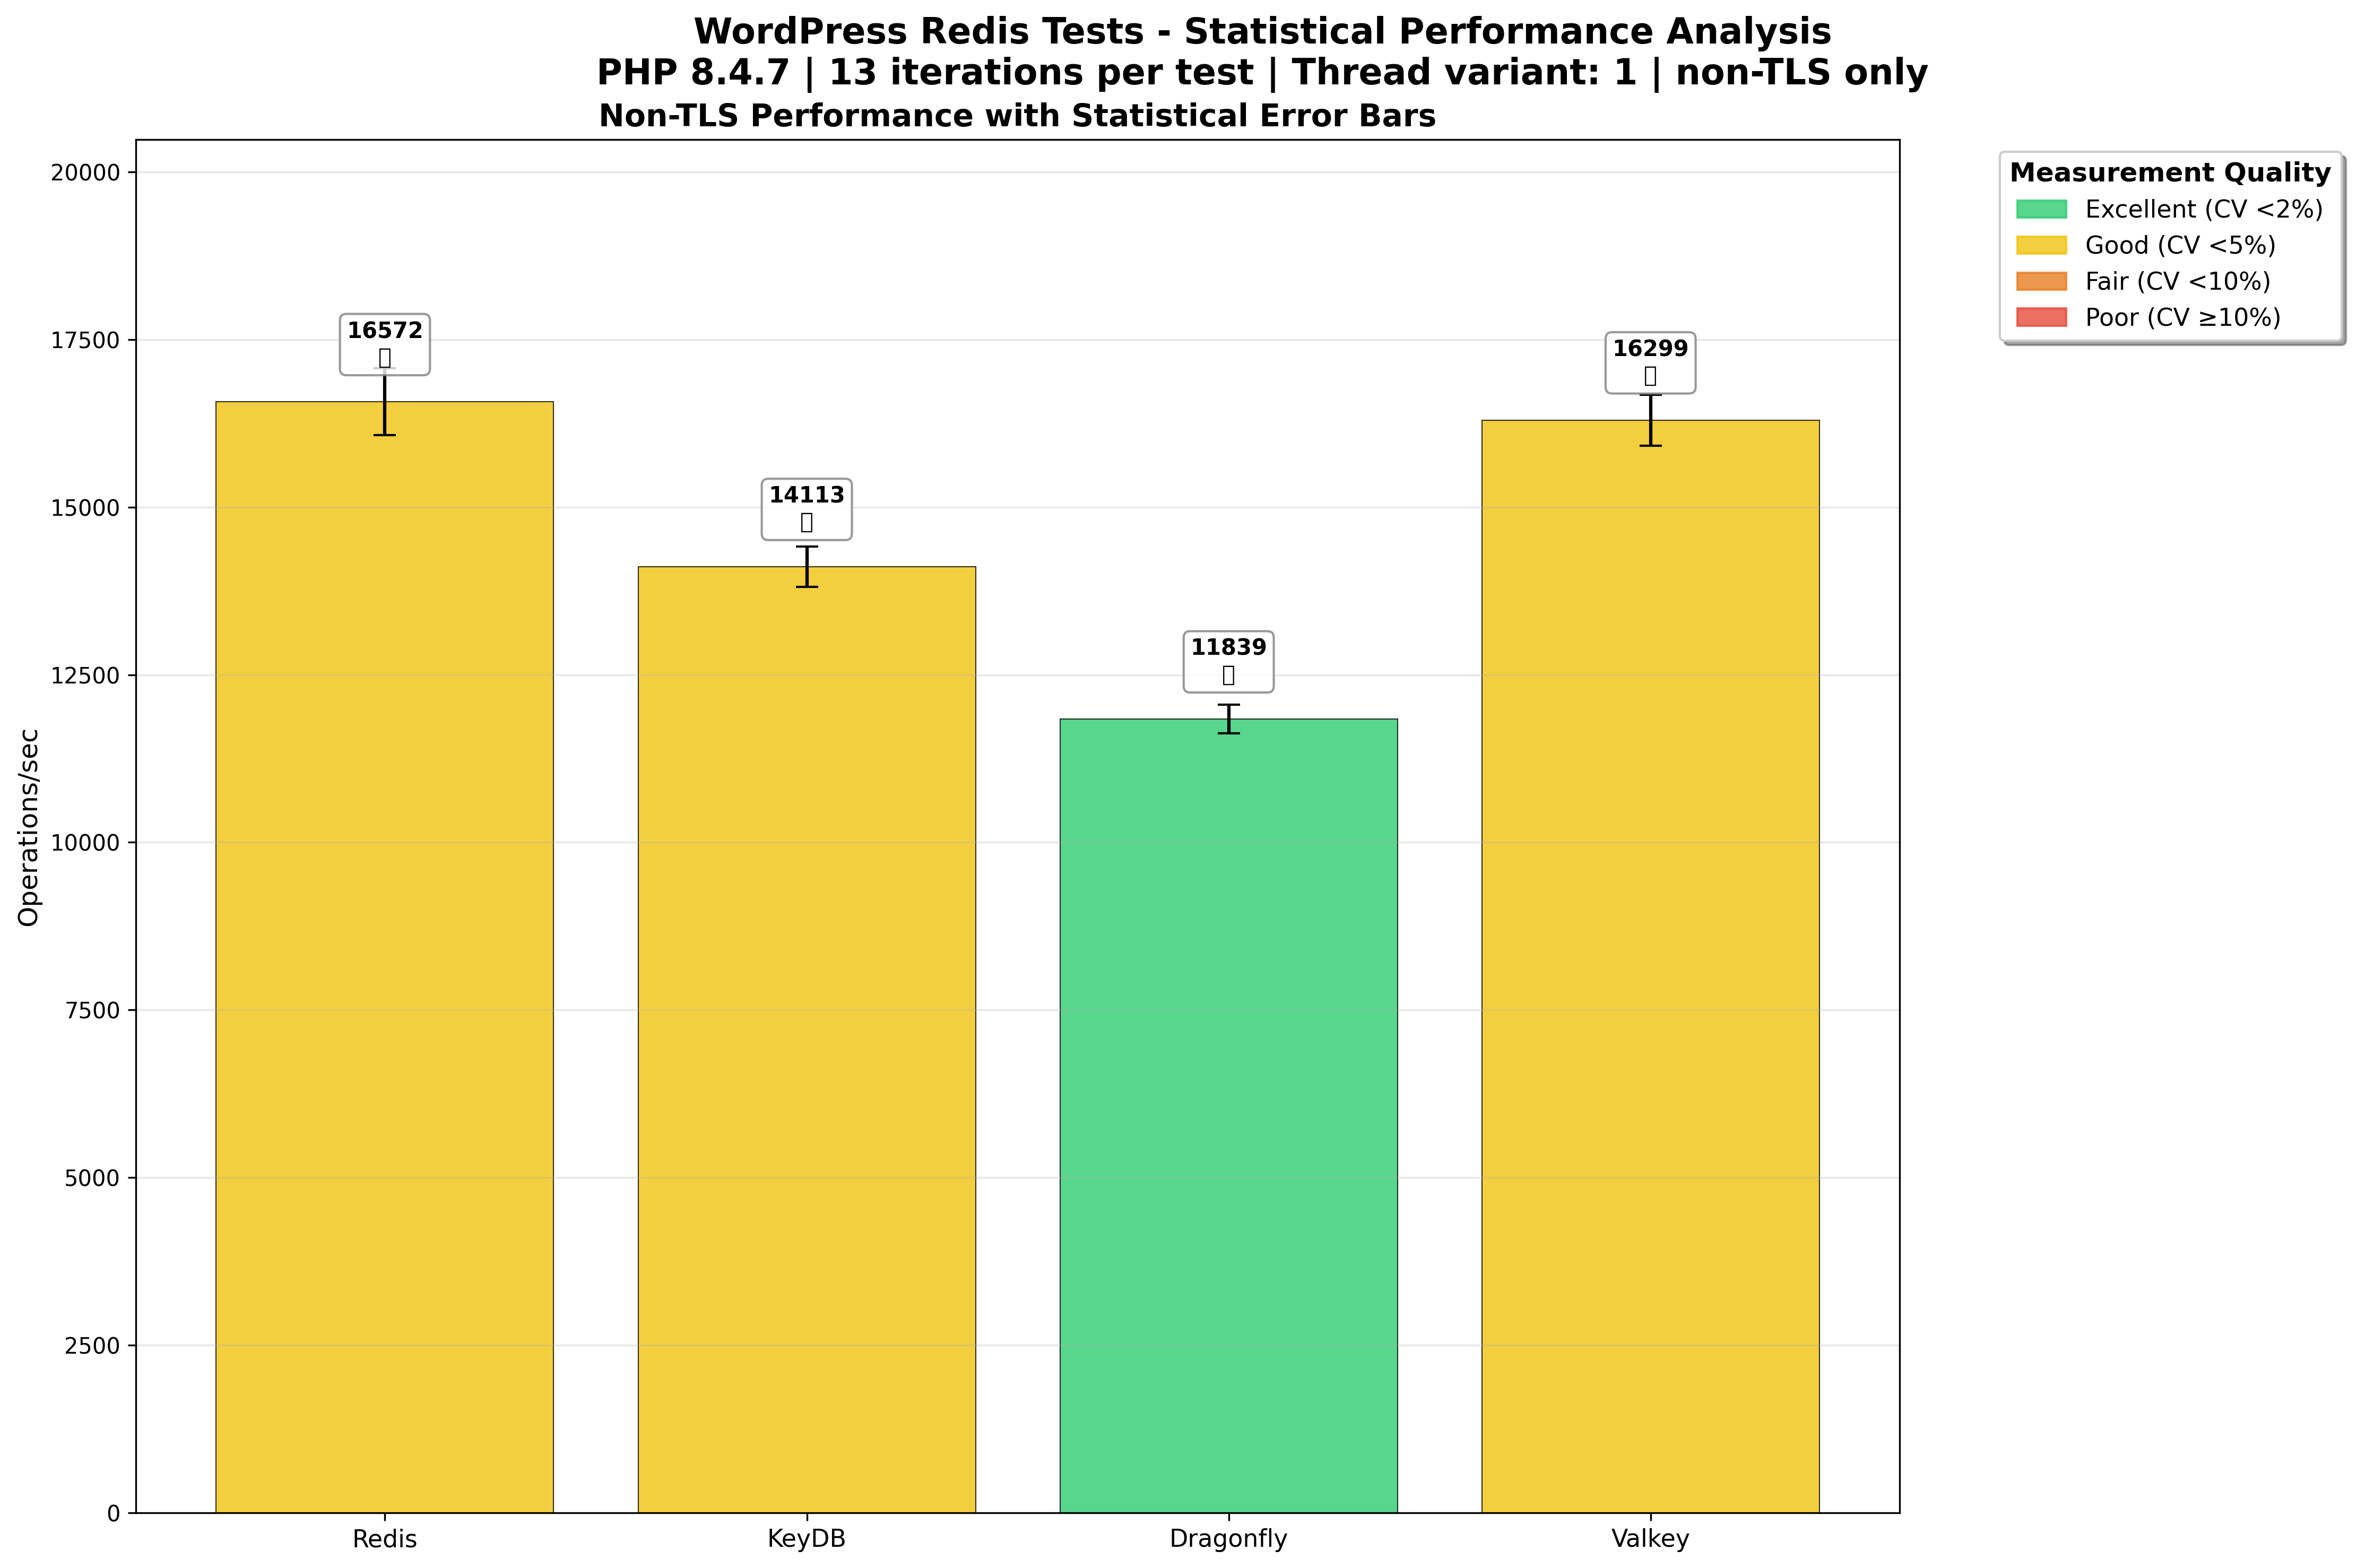 WordPress Redis Tests - Statistical Performance Analysis
PHP 8.4.7 | 13 iterations per test | Thread variant: 1 | non-TLS only
Non-TLS Performance with Statistical Error Bars
Measurement Quality
Excellent (CV <2%)
Good (CV <5%)
Fair (CV <10%)
Poor (CV ≥10%)
Operations/sec
20000
17500
15000
12500
10000
7500
5000
2500
0
16572
14113
11839
16299
Redis
KeyDB
Dragonfly
Valkey